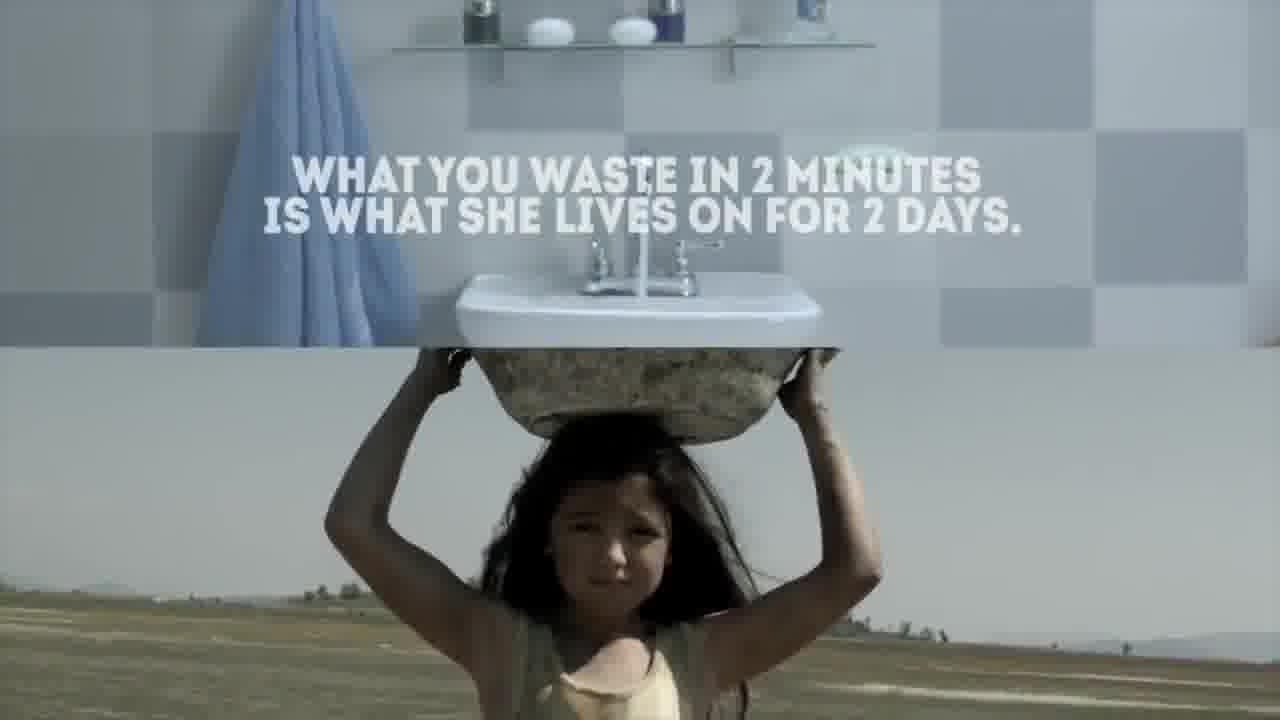 WHAT YOU WASTE IN 2 MINUTES
IS WHAT SHE LIVES ON FOR 2 DAYS.